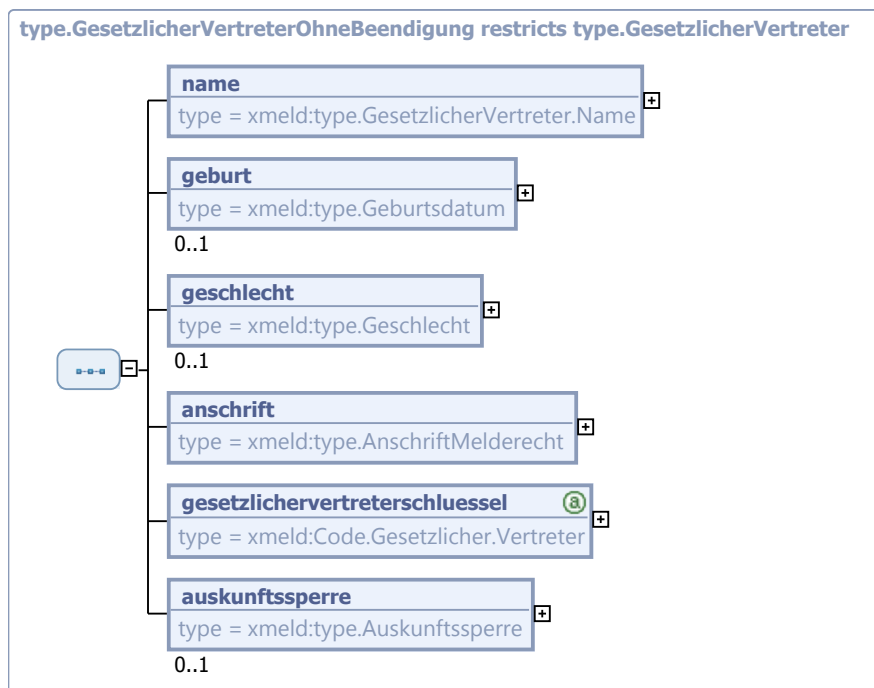 type.GesetzlicherVertreterOhneBeendigung restricts type.GesetzlicherVertreter
name
type = xmeld:type.GesetzlicherVertreter.Name
geburt
type = xmeld:type.Geburtsdatum
0..1
geschlecht
type = xmeld:type.Geschlecht
0..1
anschrift
type = xmeld:type.AnschriftMelderecht
gesetzlichervertreterschluessel a
type = xmeld:Code.Gesetzlicher.Vertreter
auskunftssperre
type = xmeld:type.Auskunftssperre
0..1